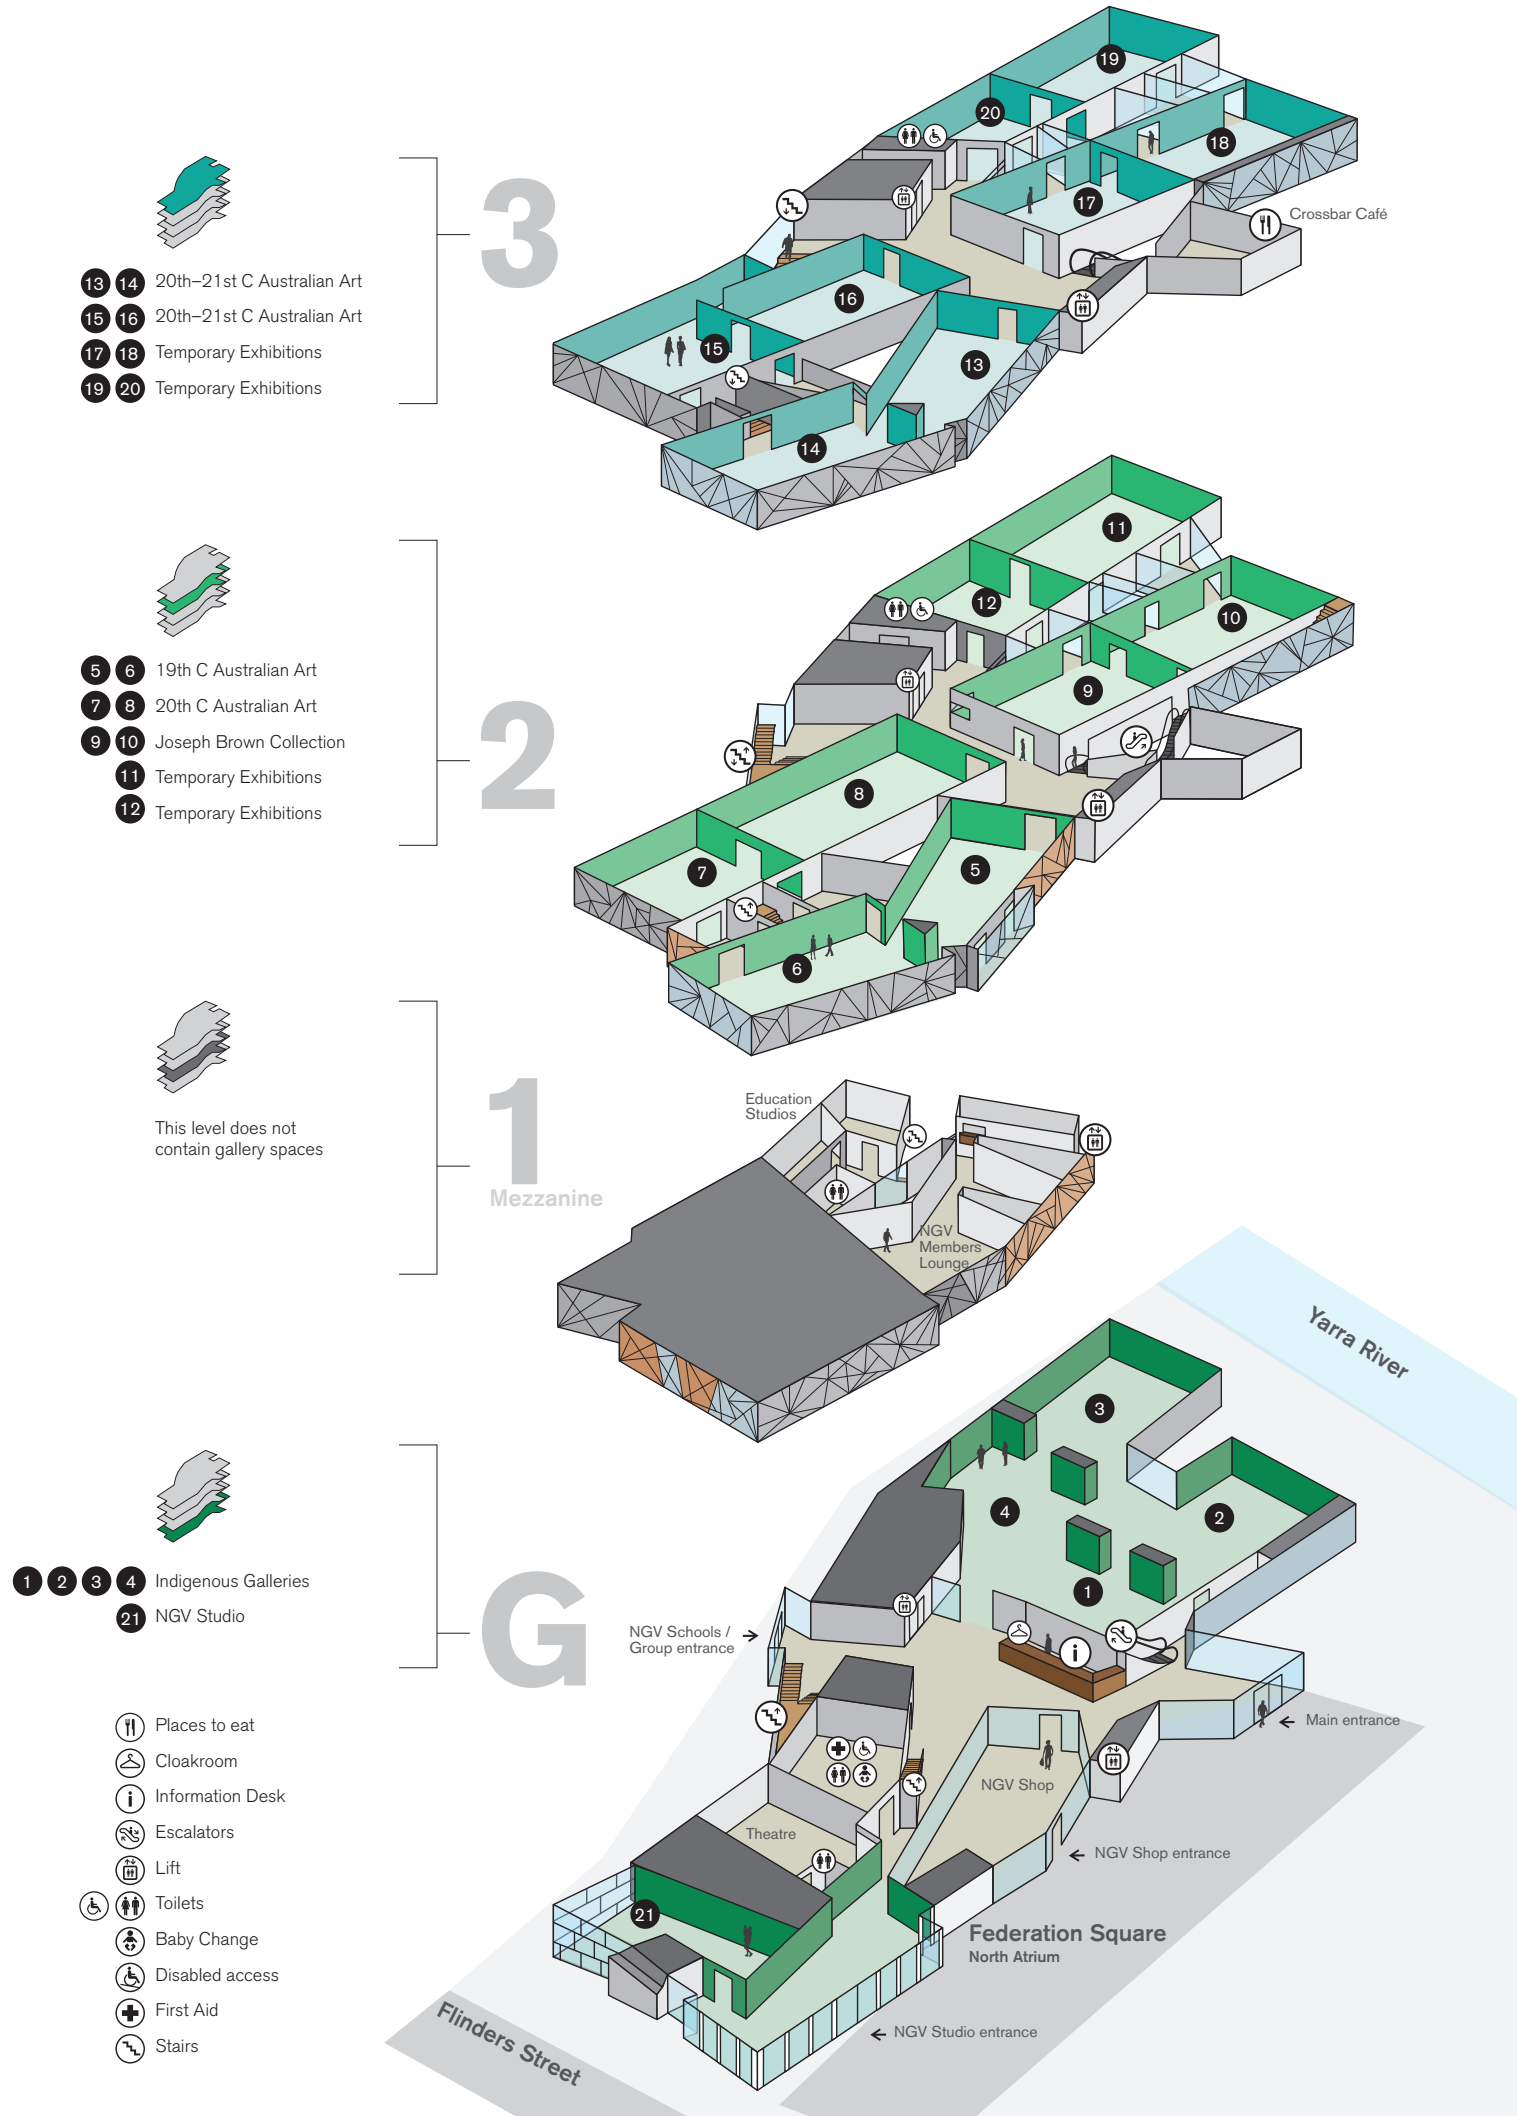 3
13 14 20th–21st C Australian Art
15 16 20th–21st C Australian Art
17 18 Temporary Exhibitions
19 20 Temporary Exhibitions
19
20
18
17
Crossbar Café
16
15
13
14
2
5 6 19th C Australian Art
7 8 20th C Australian Art
9 10 Joseph Brown Collection
11 Temporary Exhibitions
12 Temporary Exhibitions
11
12
10
9
8
7
5
6
1
Mezzanine
This level does not
contain gallery spaces
Education
Studios
NGV
Members
Lounge
G
1 2 3 4 Indigenous Galleries
21 NGV Studio
Yarra River
3
4
2
1
i
NGV Schools /
Group entrance
Main entrance
NGV Shop
Theatre
NGV Shop entrance
21
Federation Square
North Atrium
NGV Studio entrance
Flinders Street
Places to eat
Cloakroom
i Information Desk
Escalators
Lift
Toilets
Baby Change
Disabled access
First Aid
Stairs